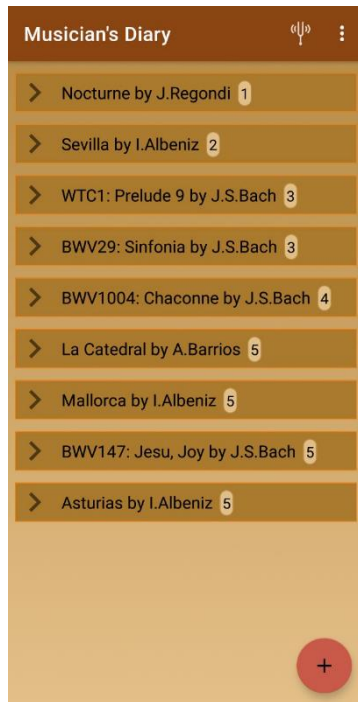 Musician's Diary
Nocturne by J.Regondi 1
Sevilla by I.Albeniz 2
WTC1: Prelude 9 by J.S.Bach 3
BWV29: Sinfonia by J.S.Bach 3
BWV1004: Chaconne by J.S.Bach 4
La Catedral by A.Barrios 5
Mallorca by I.Albeniz 5
BWV147: Jesu, Joy by J.S.Bach 5
Asturias by I.Albeniz 5
+